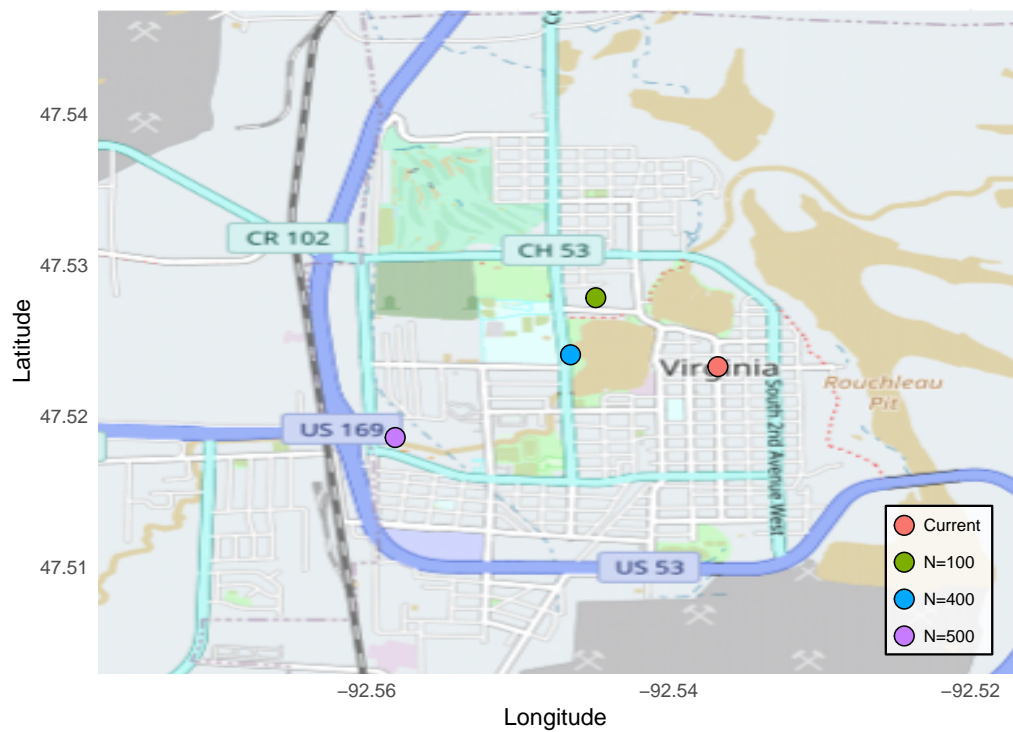 47.54
47.53
47.52
47.51
Latitude
CR 102
CH 53
Virginia
Rouchleau
Pit
South 2nd Avenue West
US 169
US 53
Current
N=100
N=400
N=500
−92.56
−92.54
−92.52
Longitude